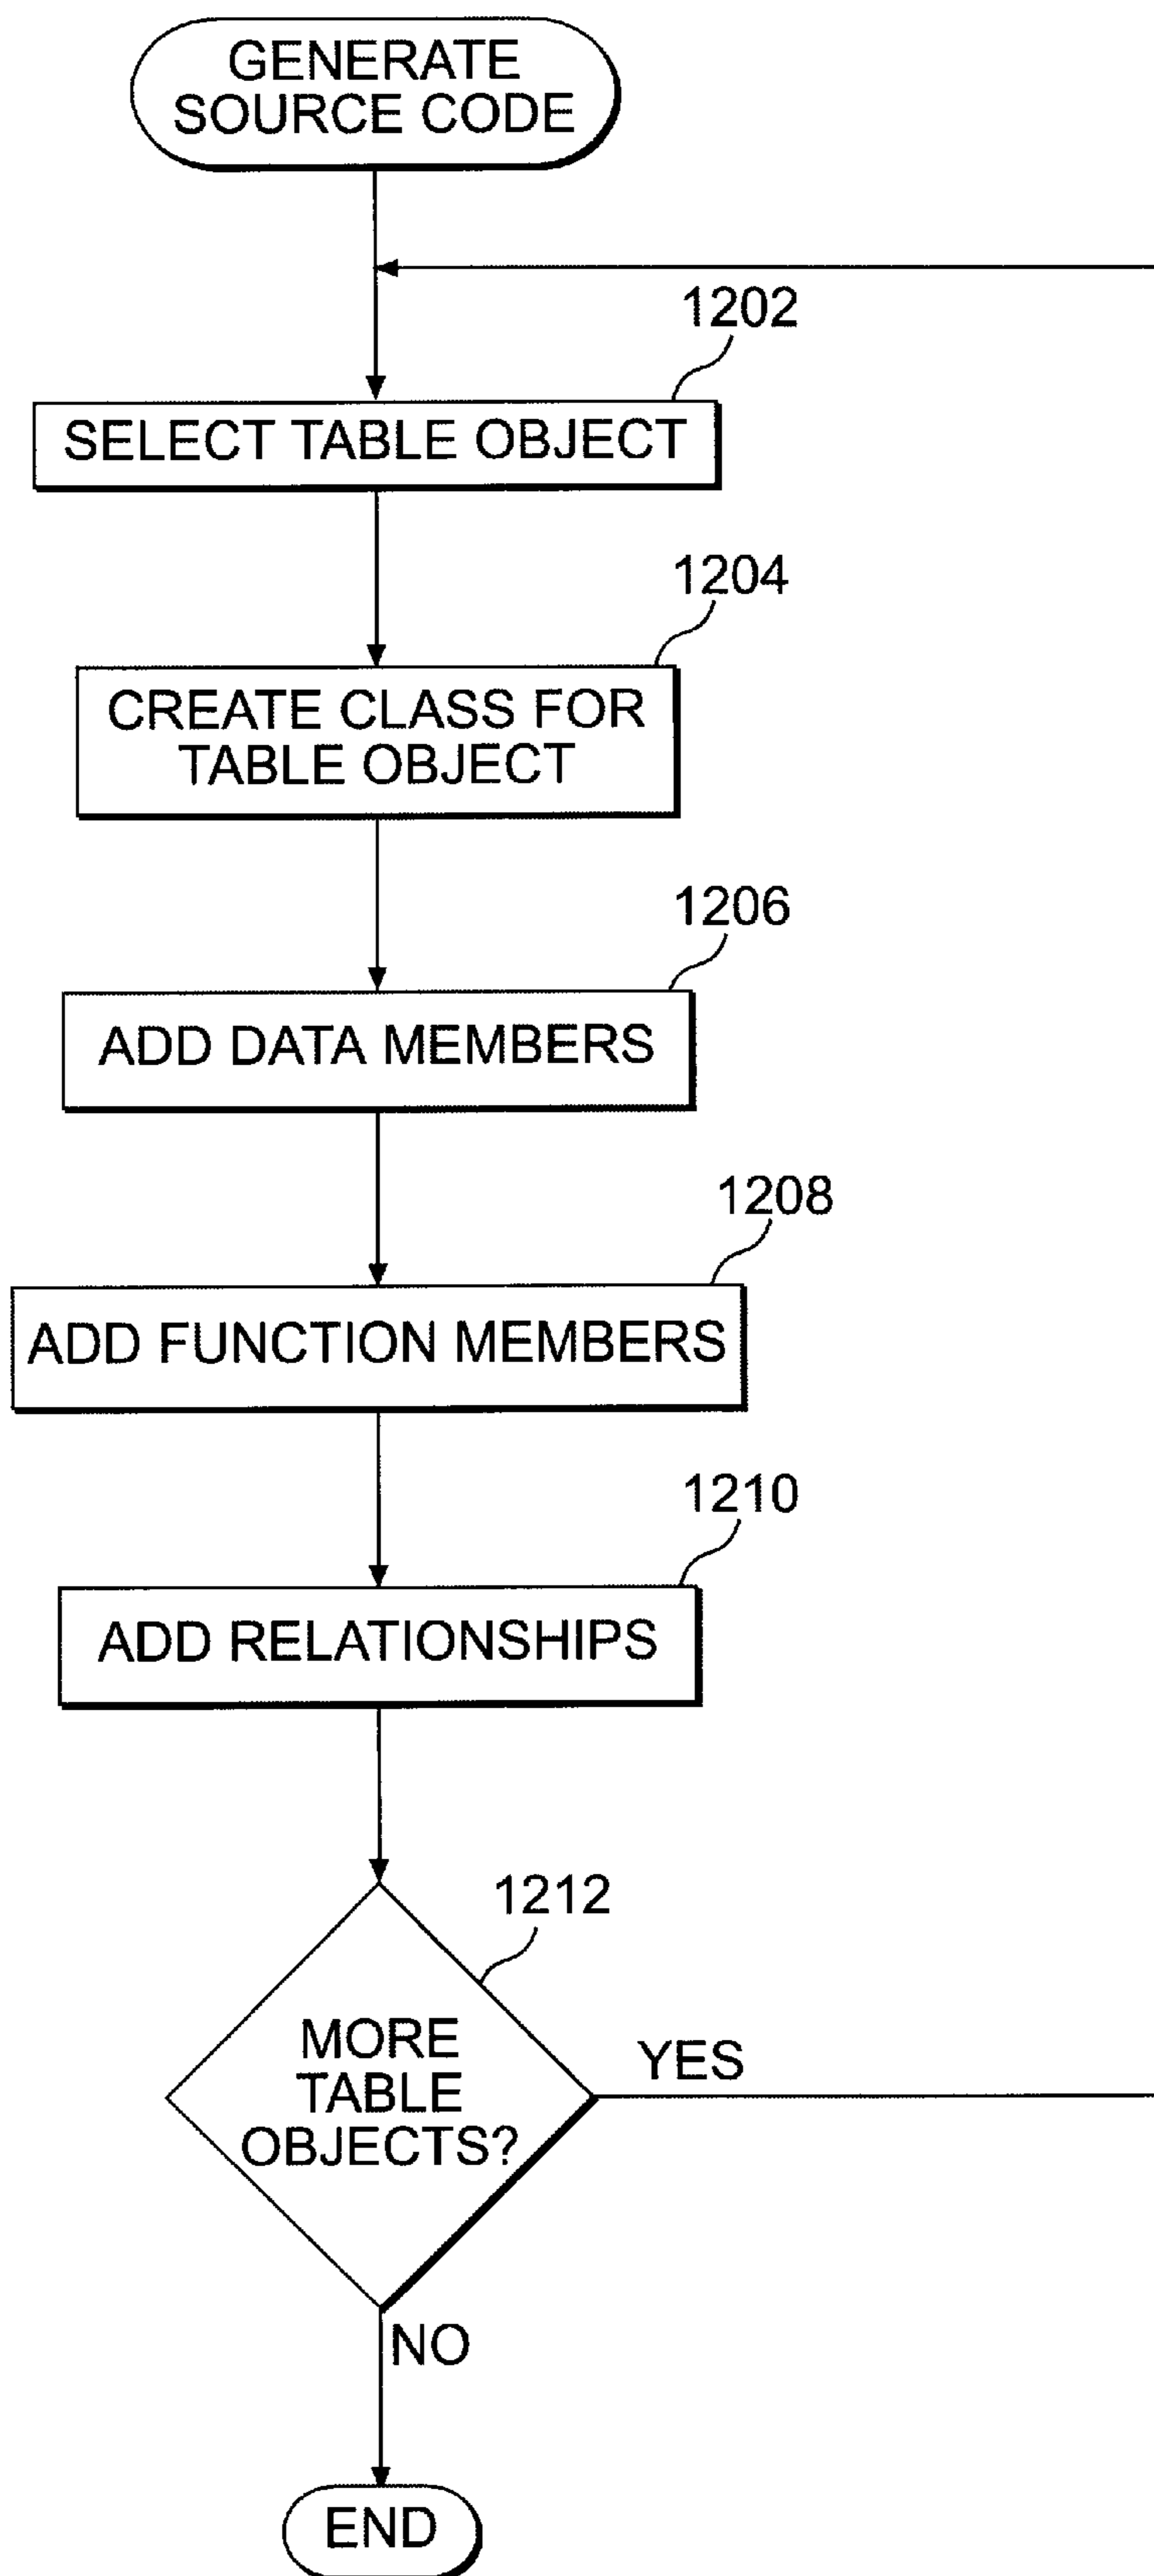 GENERATE
SOURCE CODE
1202
SELECT TABLE OBJECT
1204
CREATE CLASS FOR
TABLE OBJECT
1206
ADD DATA MEMBERS
1208
ADD FUNCTION MEMBERS
1210
ADD RELATIONSHIPS
1212
MORE
TABLE
OBJECTS?
YES
NO
END